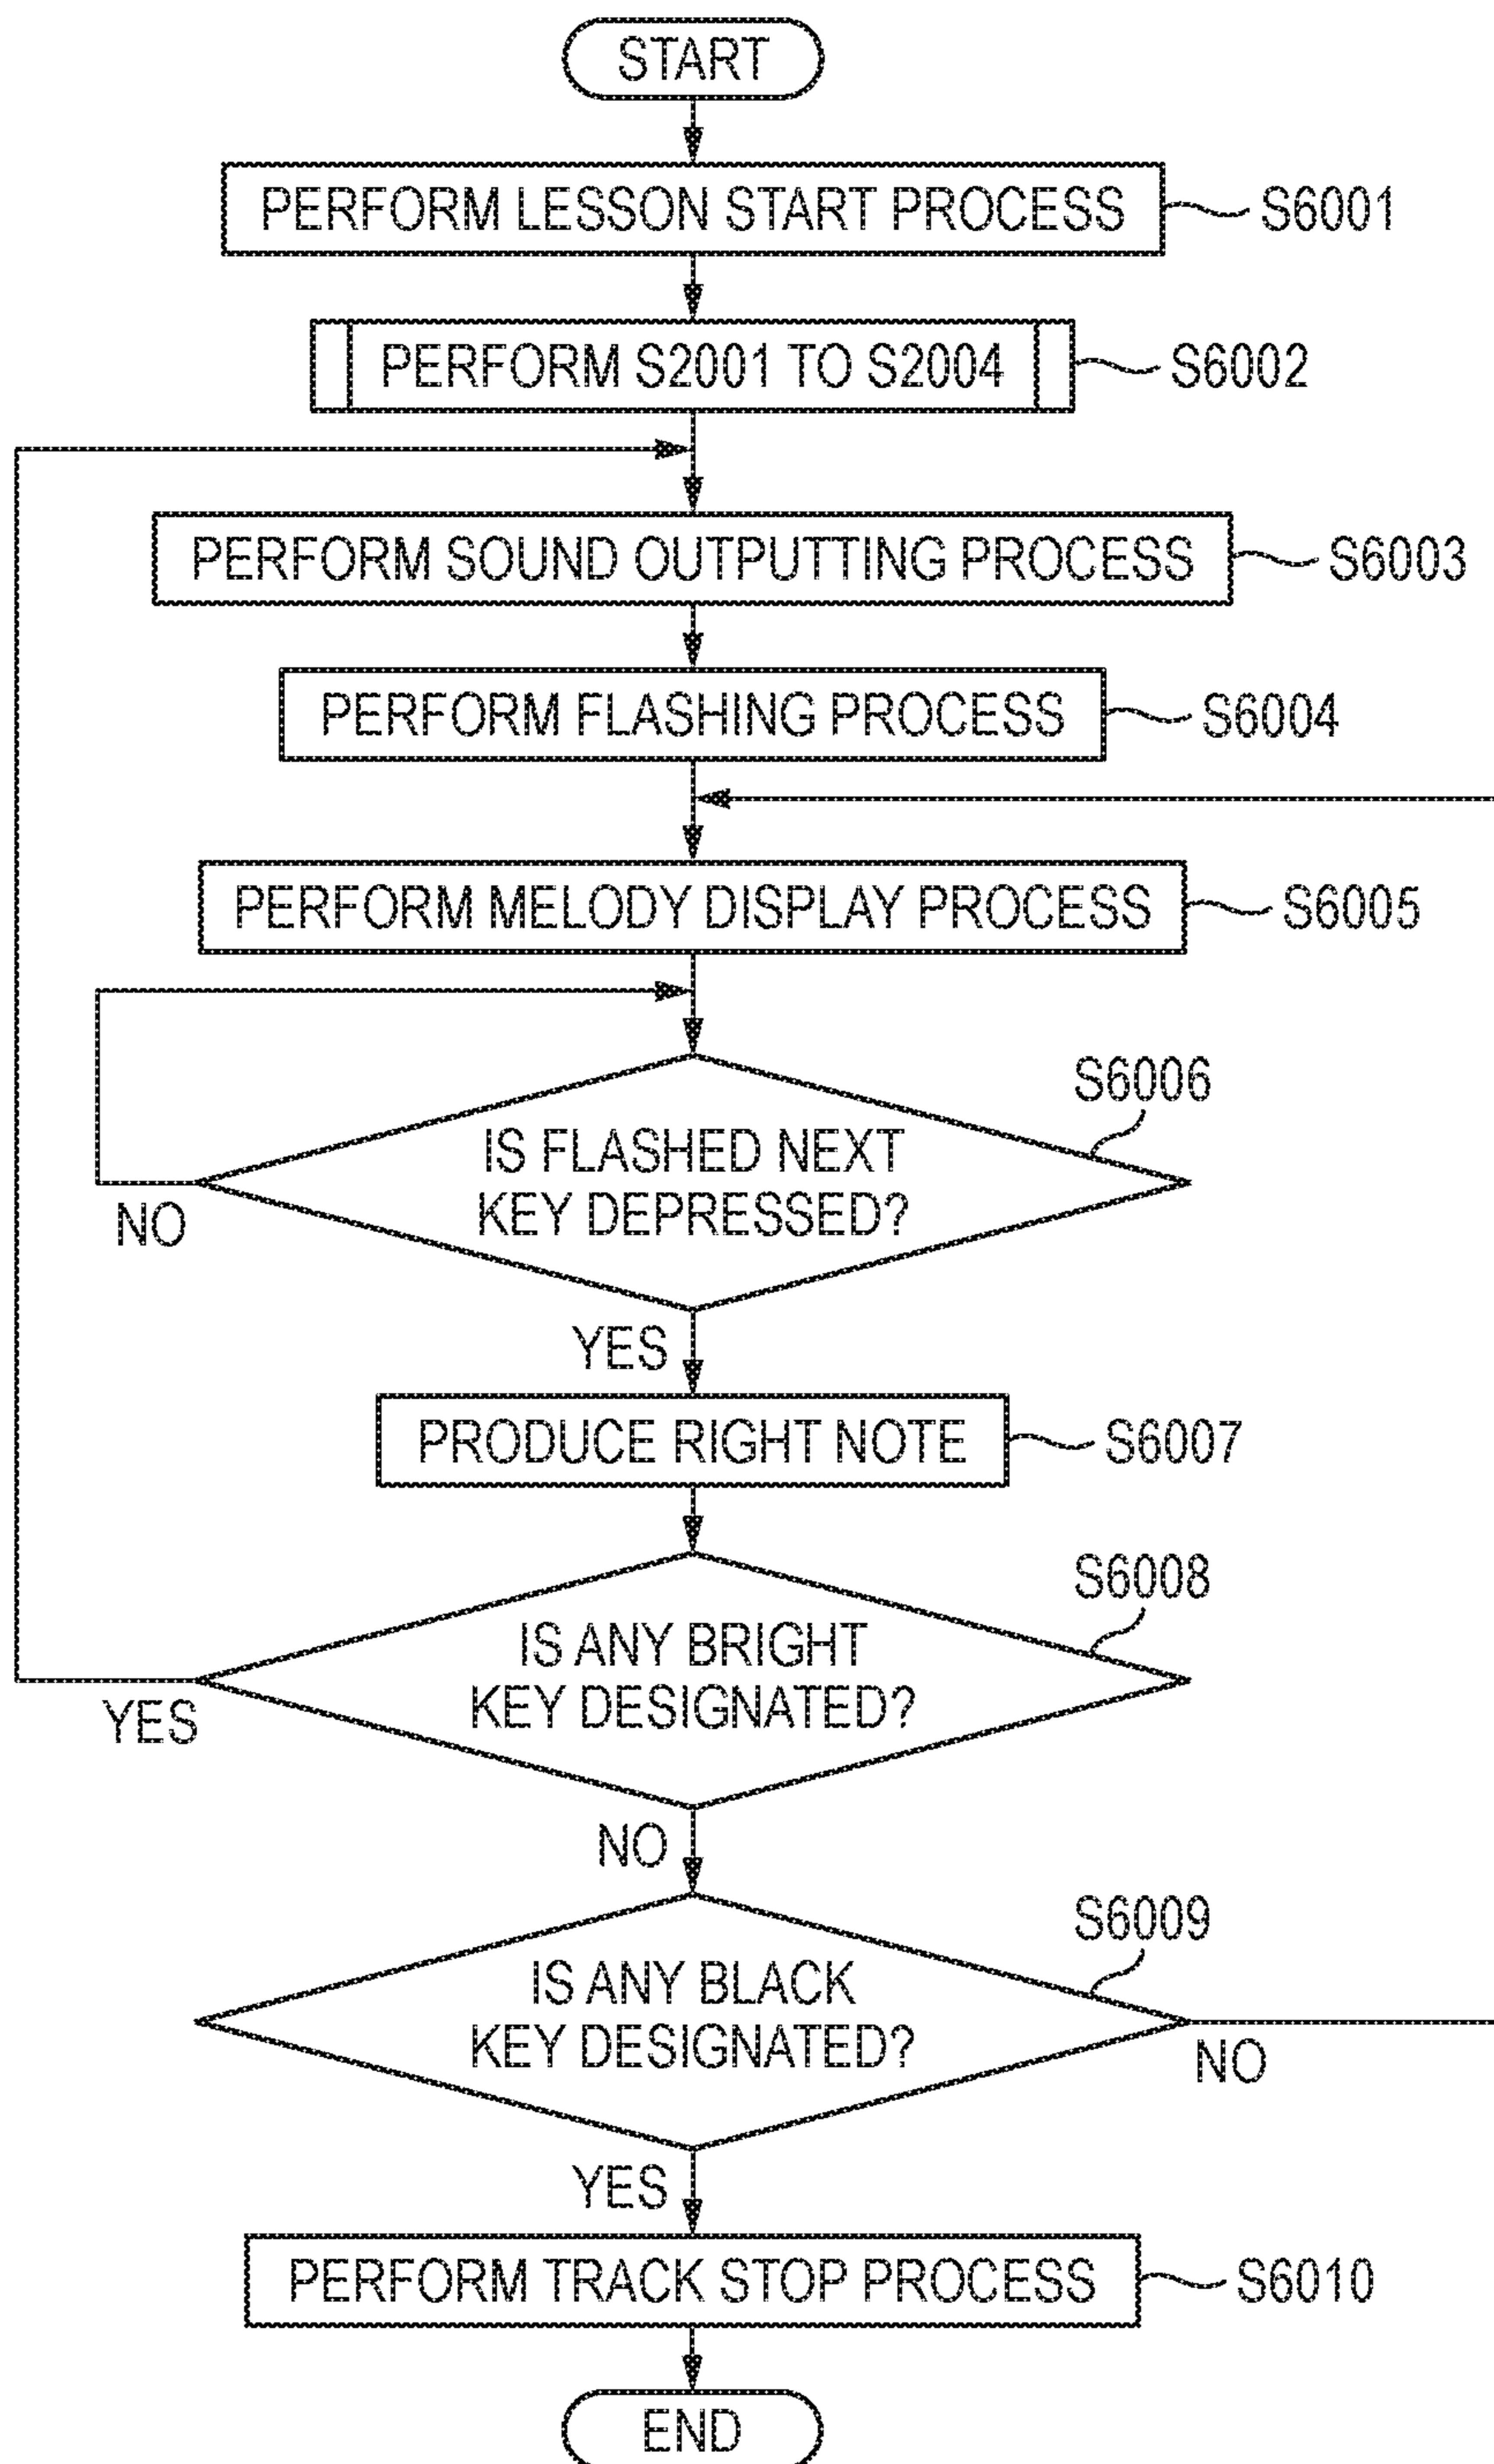 START
PERFORM LESSON START PROCESS
S6001
PERFORM S2001 TO S2004
S6002
PERFORM SOUND OUTPUTTING PROCESS
S6003
PERFORM FLASHING PROCESS
S6004
PERFORM MELODY DISPLAY PROCESS
S6005
S6006
IS FLASHED NEXT
KEY DEPRESSED?
NO
YES
PRODUCE RIGHT NOTE
S6007
S6008
IS ANY BRIGHT
KEY DESIGNATED?
YES
NO
S6009
IS ANY BLACK
KEY DESIGNATED?
NO
YES
PERFORM TRACK STOP PROCESS
S6010
END